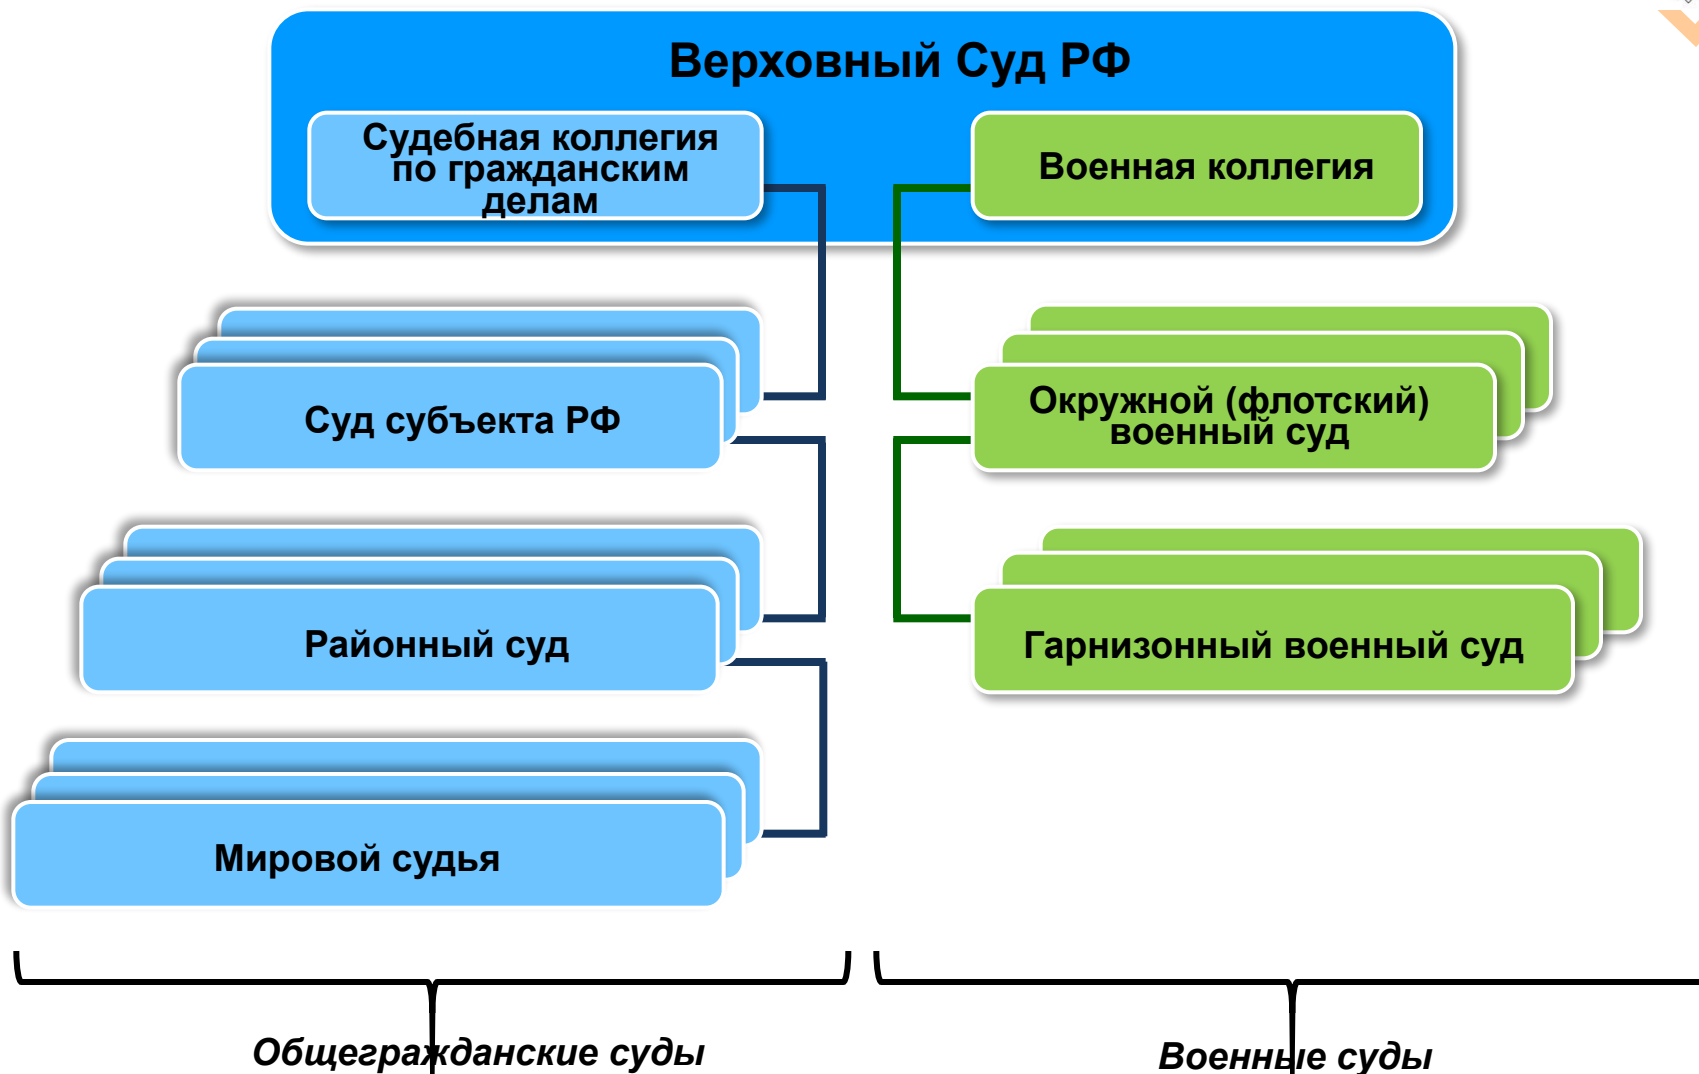 Верховный Суд РФ
Судебная коллегия
по гражданским
делам
Военная коллегия
Суд субъекта РФ
Окружной (флотский)
военный суд
Районный суд
Гарнизонный военный суд
Мировой судья
Общегражданские суды
Военные суды